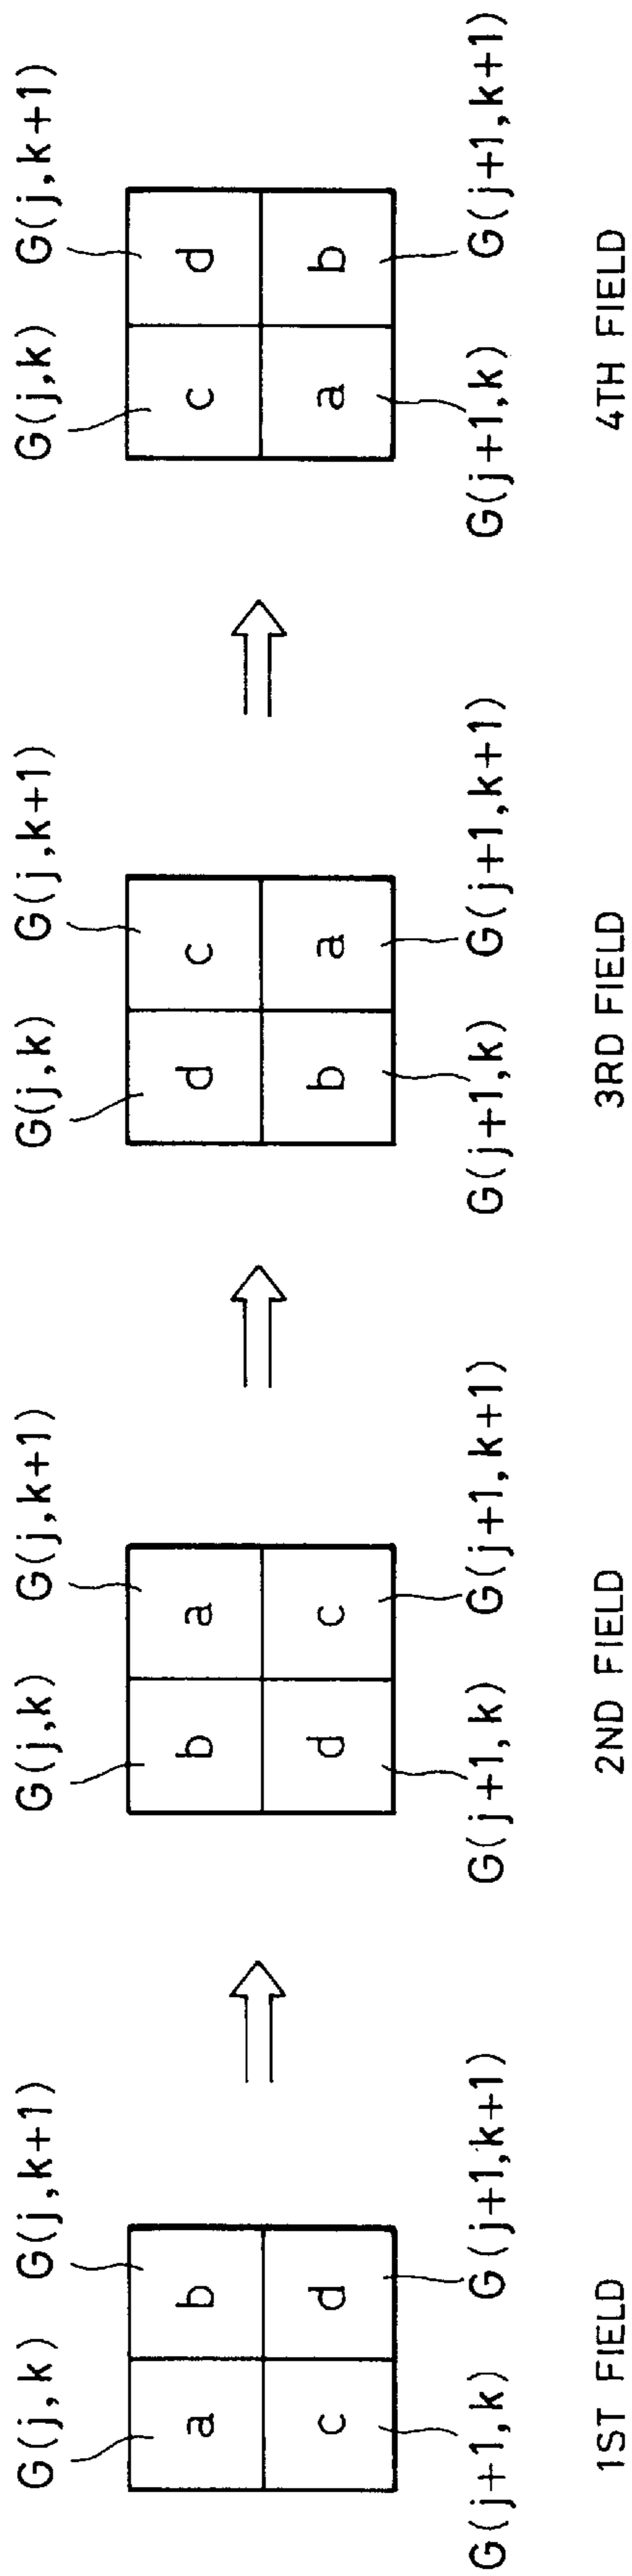 G(j,k) G(j,k+1)
a b
c d
G(j+1,k) G(j+1,k+1)
1ST FIELD
G(j,k) G(j,k+1)
b a
d c
G(j+1,k) G(j+1,k+1)
2ND FIELD
G(j,k) G(j,k+1)
d c
b a
G(j+1,k) G(j+1,k+1)
3RD FIELD
G(j,k) G(j,k+1)
c d
a b
G(j+1,k) G(j+1,k+1)
4TH FIELD